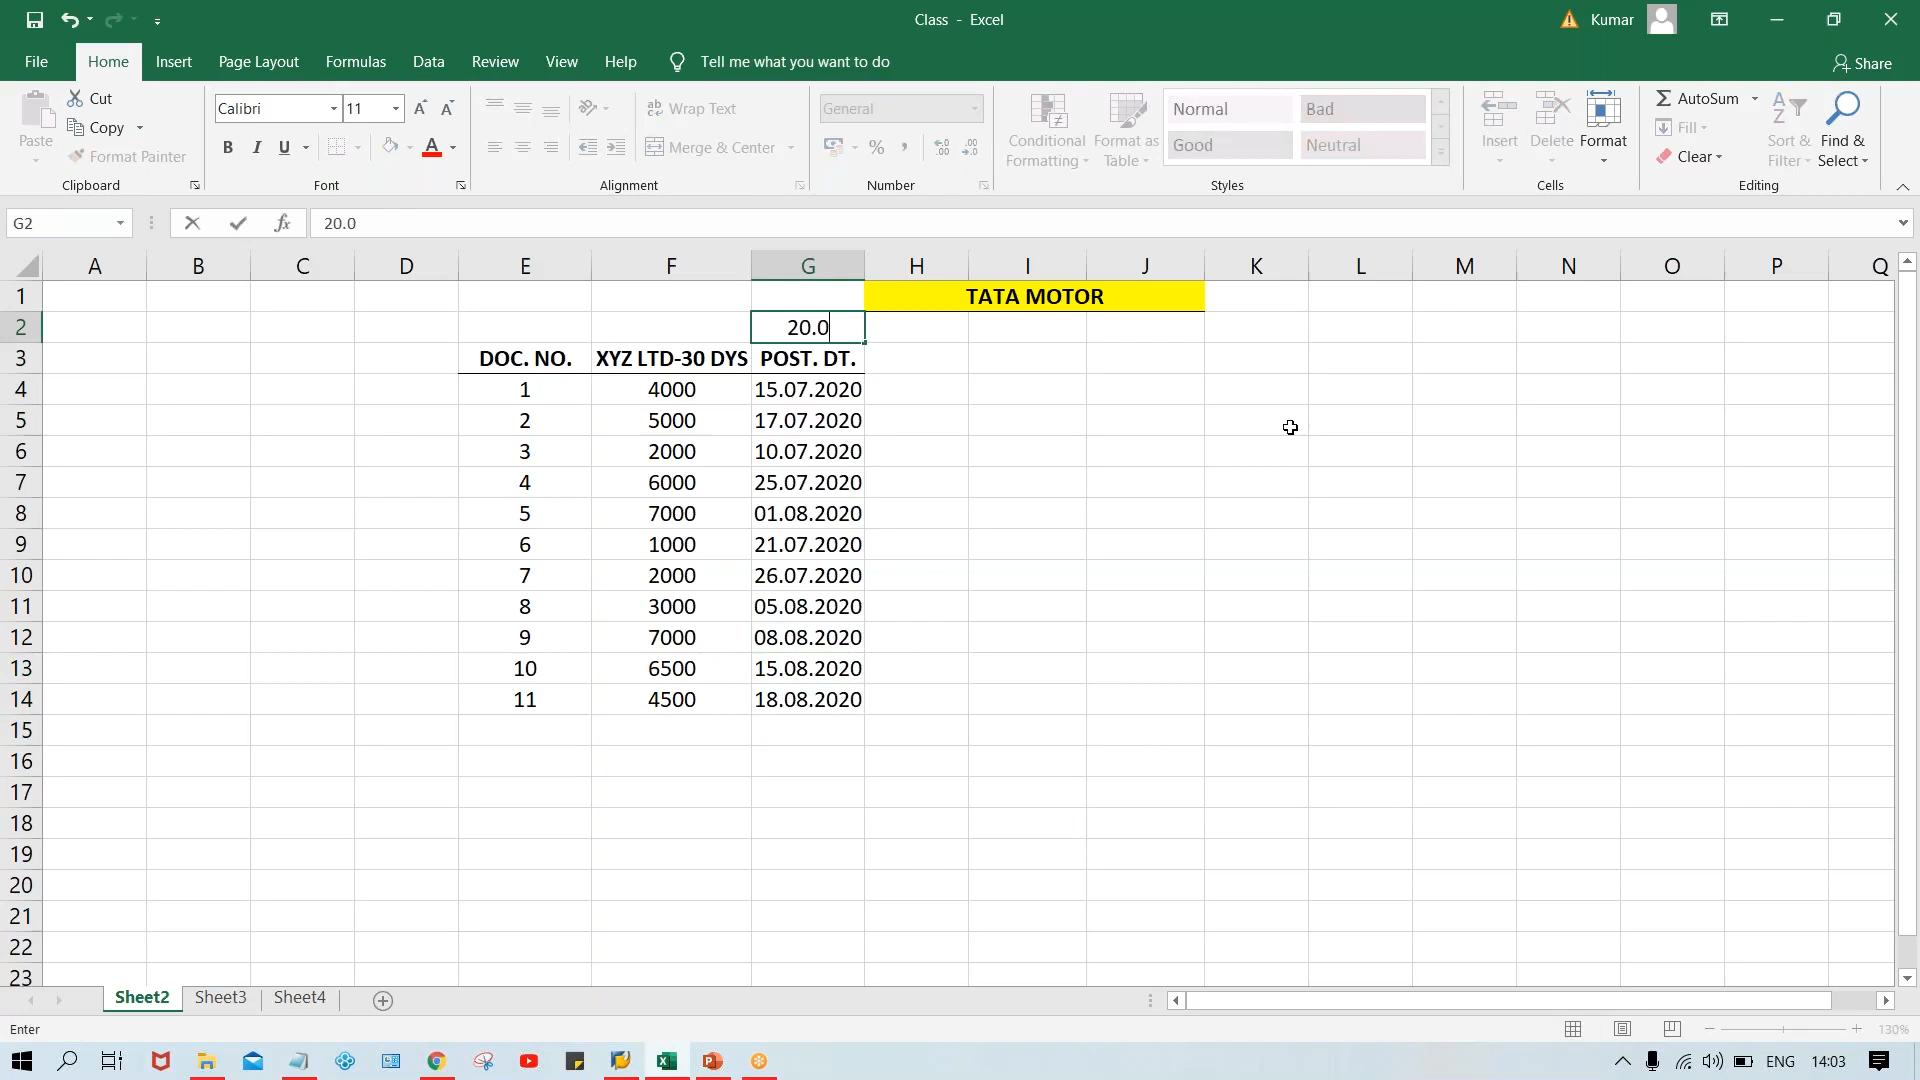 Class - Excel
Kumar
File Home Insert Page Layout Formulas Data Review View Help Tell me what you want to do
Share
Paste
Cut
Copy
Format Painter
Clipboard
Calibri 11
B I U
Font
Wrap Text
Merge & Center
Alignment
General
Number
Conditional Formatting
Format as Table
Normal Bad
Good Neutral
Styles
Insert Delete Format
Cells
AutoSum
Fill
Clear
Sort & Filter
Find & Select
Editing
G2 fx 20.0
A B C D E F G H I J K L M N O P Q
1 TATA MOTOR
2 20.0
3 DOC. NO. XYZ LTD-30 DYS POST. DT.
4 1 4000 15.07.2020
5 2 5000 17.07.2020
6 3 2000 10.07.2020
7 4 6000 25.07.2020
8 5 7000 01.08.2020
9 6 1000 21.07.2020
10 7 2000 26.07.2020
11 8 3000 05.08.2020
12 9 7000 08.08.2020
13 10 6500 15.08.2020
14 11 4500 18.08.2020
15
16
17
18
19
20
21
22
23
Sheet2 Sheet3 Sheet4
Enter
130%
ENG 14:03